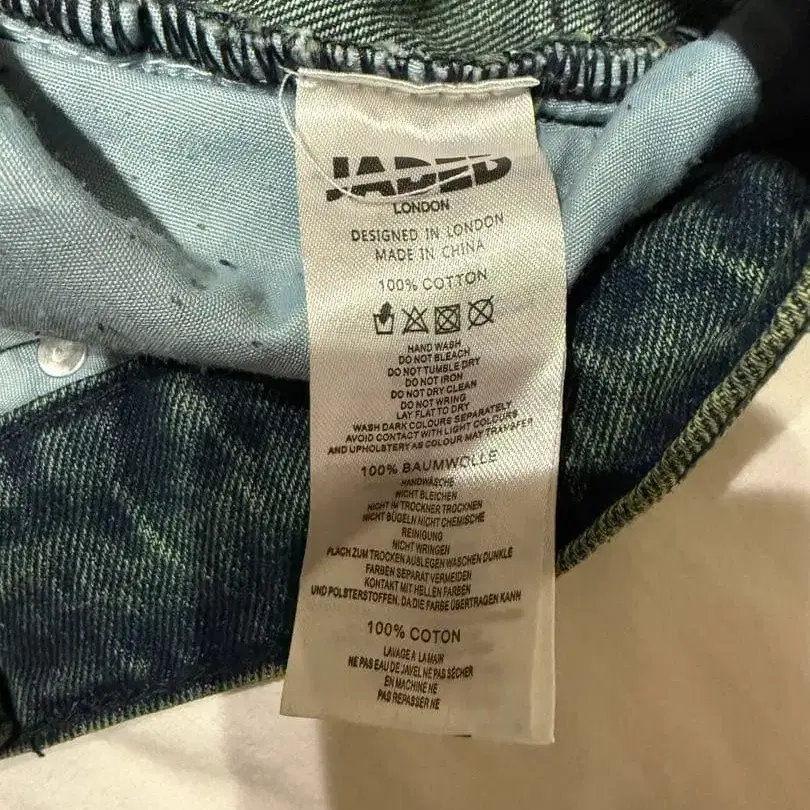 JADED
LONDON
DESIGNED IN LONDON
MADE IN CHINA
100% COTTON
HAND WASH
DO NOT BLEACH
DO NOT TUMBLE DRY
DO NOT IRON
DO NOT DRY CLEAN
DO NOT WRING
LAY FLAT TO DRY
WASH DARK COLOURS SEPARATELY
AVOID CONTACT WITH LIGHT COLOURS
AND UPHOLSTERY AS COLOUR MAY TRANSFER
100% BAUMWOLLE
HANDWÄSCHE
NICHT BLEICHEN
NICHT IM TROCKNER TROCKNEN
NICHT BÜGELN NICHT CHEMISCHE
REINIGUNG
NICHT WRINGEN
FLACH ZUM TROCKEN AUSLEGEN WASCHEN DUNKLE
FARBEN SEPARAT VERMEIDEN
KONTAKT MIT HELLEN FARBEN
UND POLSTERSTOFFEN, DA DIE FARBE ÜBERTRAGEN KANN
100% COTON
LAVAGE A LA MAIN
NE PAS EAU DE JAVEL NE PAS SÉCHER
EN MACHINE NE
PAS REPASSER NE